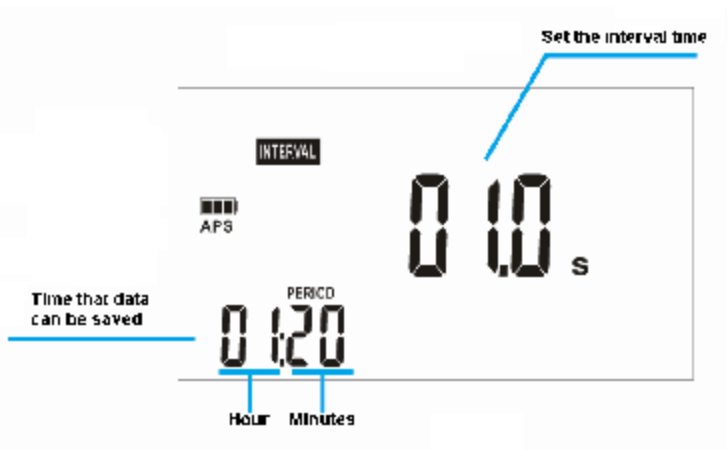 Set the interval time
INTERVAL
01.0 s
APS
Time that data
can be saved
PERIOD
01:20
Hour Minutes